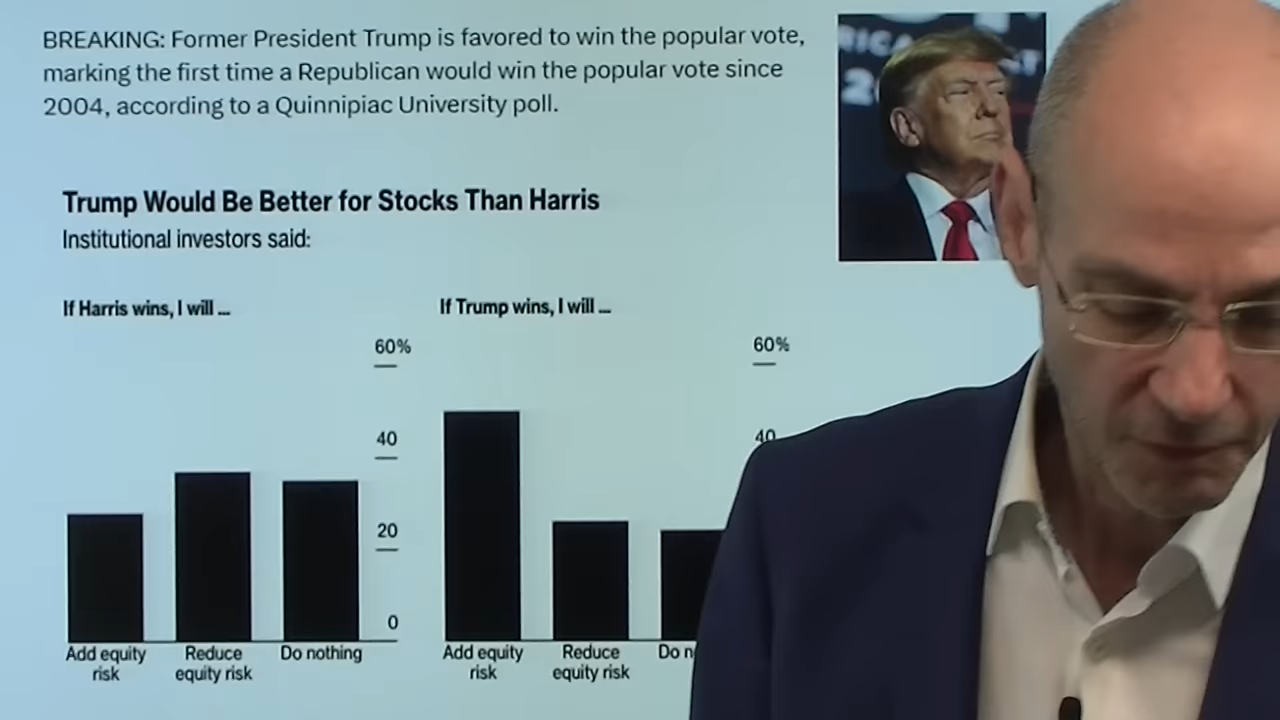 BREAKING: Former President Trump is favored to win the popular vote,
marking the first time a Republican would win the popular vote since
2004, according to a Quinnipiac University poll.
Trump Would Be Better for Stocks Than Harris
Institutional investors said:
If Harris wins, I will ...
If Trump wins, I will ...
60%
60%
40
40
20
0
Add equity
risk
Reduce
equity risk
Do nothing
Add equity
risk
Reduce
equity risk
Do